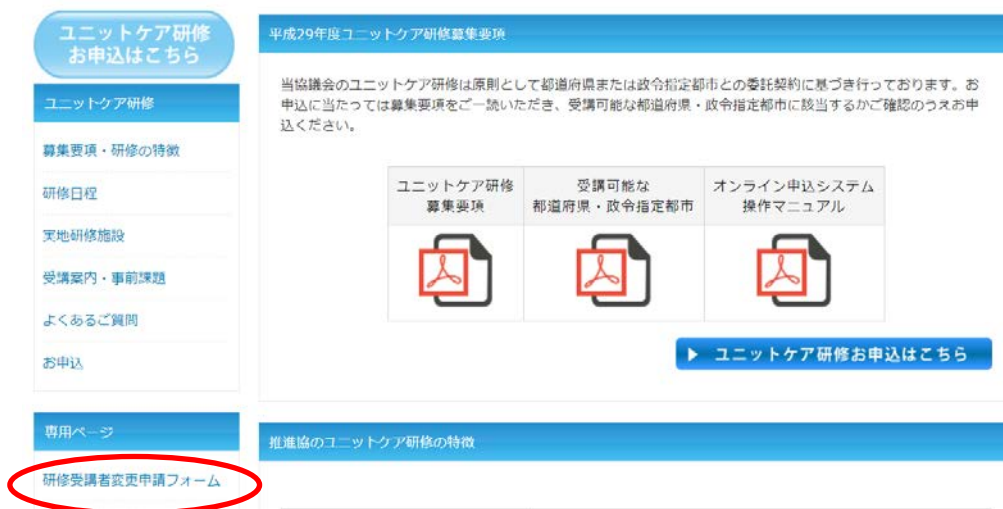 ユニットケア研修
お申込はこちら
ユニットケア研修
募集要項・研修の特徴
研修日程
実地研修施設
受講案内・事前課題
よくあるご質問
お申込
専用ページ
研修受講者変更申請フォーム
平成29年度ユニットケア研修募集要項
当協議会のユニットケア研修は原則として都道府県または政令指定都市との委託契約に基づき行っております。お
申込に当たっては募集要項をご一読いただき、受講可能な都道府県・政令指定都市に該当するかご確認のうえお申
込ください。
ユニットケア研修
募集要項
受講可能な
都道府県・政令指定都市
オンライン申込システム
操作マニュアル
ユニットケア研修お申込はこちら
推進協のユニットケア研修の特徴